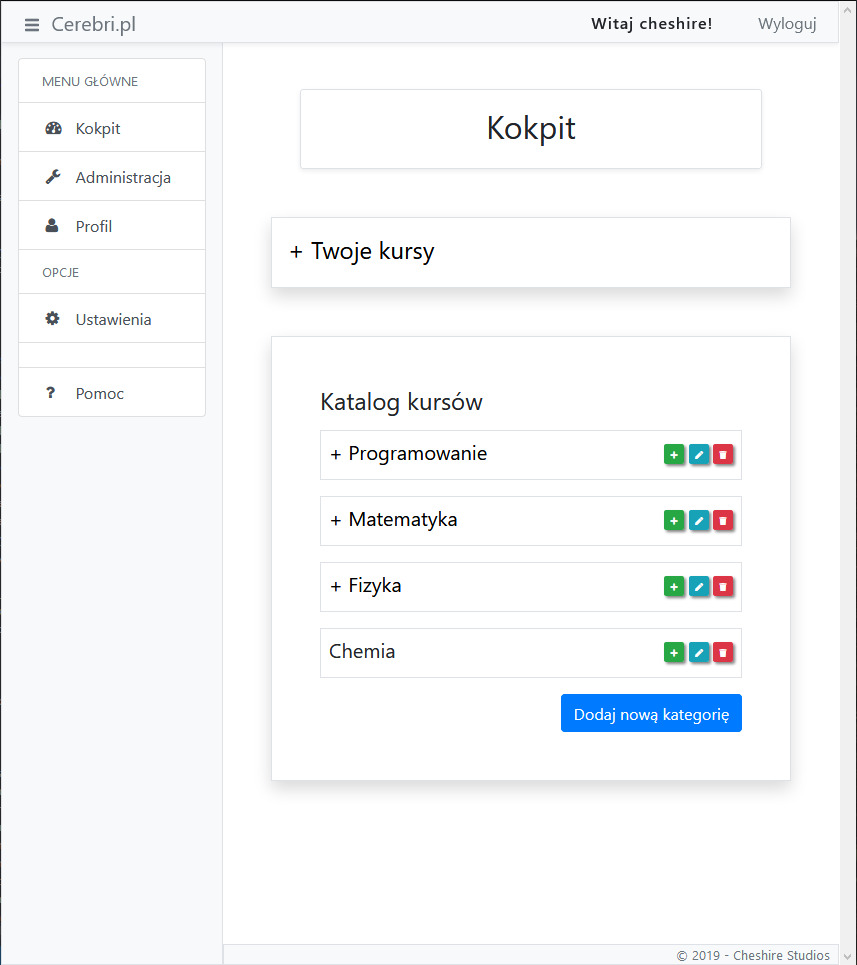 Cerebri.pl
Witaj cheshire!
Wyloguj
MENU GŁÓWNE
Kokpit
Administracja
Profil
OPCJE
Ustawienia
? Pomoc
Kokpit
+ Twoje kursy
Katalog kursów
+ Programowanie
+ Matematyka
+ Fizyka
Chemia
Dodaj nową kategorię
© 2019 - Cheshire Studios